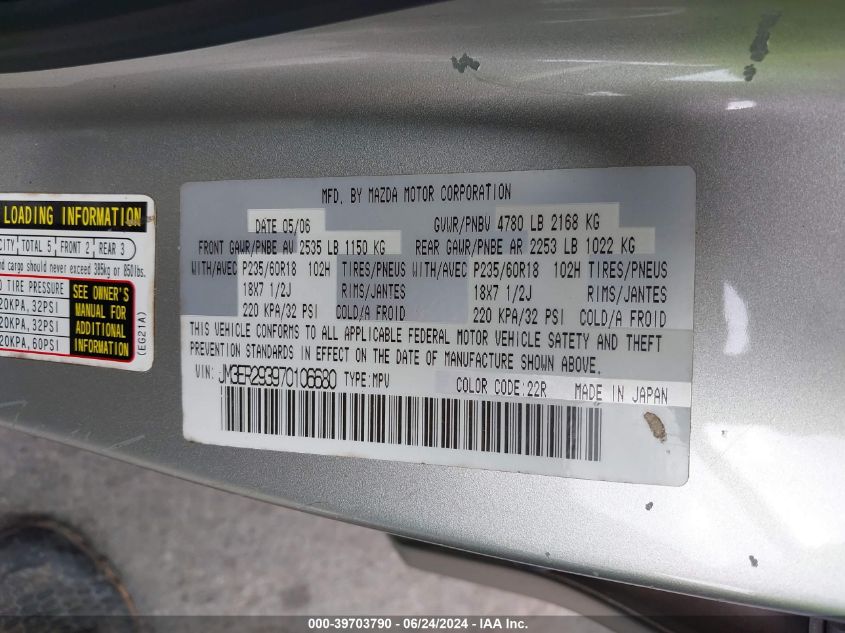 LOADING INFORMATION
CITY TOTAL 5 FRONT 2 REAR 3
and cargo should never exceed 385kg or 850lbs.
TIRE PRESSURE
20KPA, 32PSI
20KPA, 32PSI
20KPA, 60PSI
SEE OWNER'S
MANUAL FOR
ADDITIONAL
INFORMATION
(EG21A)
MFD. BY MAZDA MOTOR CORPORATION
DATE 05/06 GVWR/PNBV 4780 LB 2168 KG
FRONT GAWR/PNBE AV 2535 LB 1150 KG REAR GAWR/PNBE AR 2253 LB 1022 KG
WITH/AVEC P235/60R18 102H TIRES/PNEUS WITH/AVEC P235/60R18 102H TIRES/PNEUS
18X7 1/2J RIMS/JANTES 18X7 1/2J RIMS/JANTES
220 KPA/32 PSI COLD/A FROID 220 KPA/32 PSI COLD/A FROID
THIS VEHICLE CONFORMS TO ALL APPLICABLE FEDERAL MOTOR VEHICLE SAFETY AND THEFT
PREVENTION STANDARDS IN EFFECT ON THE DATE OF MANUFACTURE SHOWN ABOVE.
VIN: JM3ER293970106680 TYPE:MPV COLOR CODE:22R MADE IN JAPAN
000-39703790 - 06/24/2024 - IAA Inc.